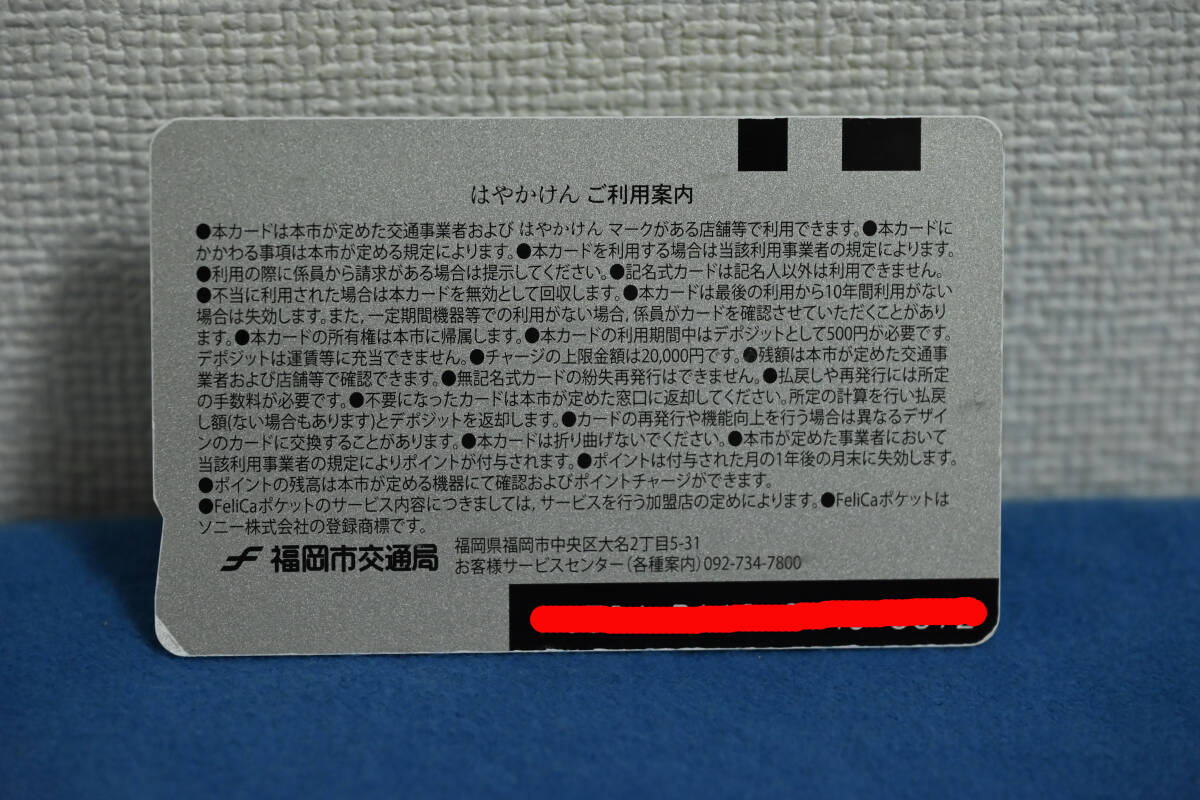 はやかけん ご利用案内
●本カードは本市が定めた交通事業者および はやかけん マークがある店舗等で利用できます。●本カードに
かかわる事項は本市が定める規定によります。●本カードを利用する場合は当該利用事業者の規定によります。
●利用の際に係員から請求がある場合は提示してください。●記名式カードは記名人以外は利用できません。
●不当に利用された場合は本カードを無効として回収します。●本カードは最後の利用から10年間利用がない
場合は失効します。また，一定期間機器等での利用がない場合，係員がカードを確認させていただくことがあり
ます。●本カードの所有権は本市に帰属します。●本カードの利用期間中はデポジットとして500円が必要です。
デポジットは運賃等に充当できません。●チャージの上限金額は20,000円です。●残額は本市が定めた交通事
業者および店舗等で確認できます。●無記名式カードの紛失再発行はできません。●払戻しや再発行には所定
の手数料が必要です。●不要になったカードは本市が定めた窓口に返却してください。所定の計算を行い払戻
し額(ない場合もあります)とデポジットを返却します。●カードの再発行や機能向上を行う場合は異なるデザイ
ンのカードに交換することがあります。●本カードは折り曲げないでください。●本市が定めた事業者において
当該利用事業者の規定によりポイントが付与されます。●ポイントは付与された月の1年後の月末に失効します。
●ポイントの残高は本市が定める機器にて確認およびポイントチャージができます。
●FeliCaポケットのサービス内容につきましては，サービスを行う加盟店の定めによります。●FeliCaポケットは
ソニー株式会社の登録商標です。
福岡市交通局
福岡県福岡市中央区大名2丁目5-31
お客様サービスセンター（各種案内）092-734-7800